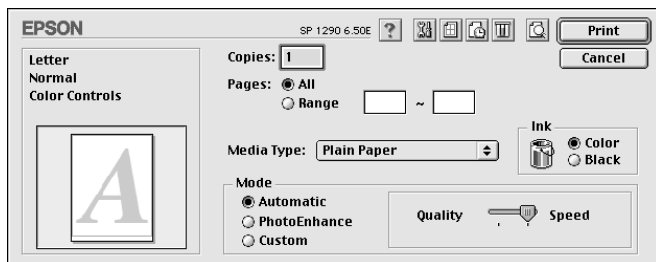 EPSON
SP 1290 6.50E
?
Print
Cancel
Letter
Normal
Color Controls
A
Copies: 1
Pages: All
Range ~
Media Type: Plain Paper
Ink
Color
Black
Mode
Automatic
PhotoEnhance
Custom
Quality Speed